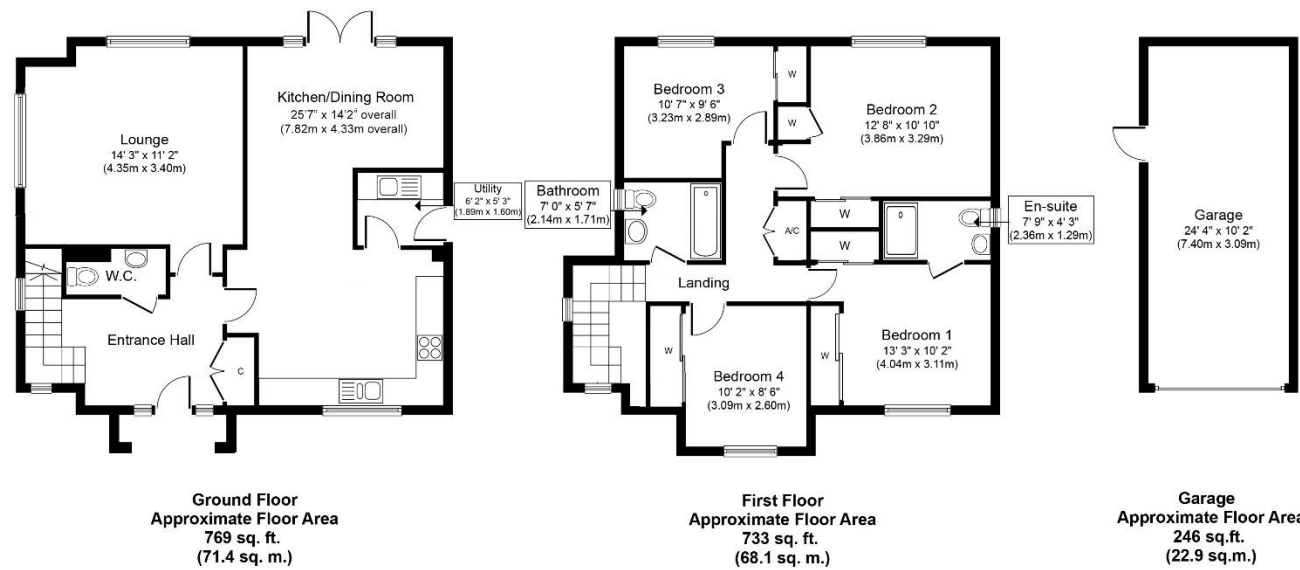 Kitchen/Dining Room
25'7" x 14'2" overall
(7.82m x 4.33m overall)
Lounge
14' 3" x 11' 2"
(4.35m x 3.40m)
Utility
6' 2" x 5' 3"
(1.89m x 1.60m)
W.C.
Entrance Hall
C
Bedroom 3
10' 7" x 9' 6"
(3.23m x 2.89m)
W
W
Bedroom 2
12' 8" x 10' 10"
(3.86m x 3.29m)
Bathroom
7' 0" x 5' 7"
(2.14m x 1.71m)
A/C
W
W
En-suite
7' 9" x 4' 3"
(2.36m x 1.29m)
Landing
W
Bedroom 4
10' 2" x 8' 6"
(3.09m x 2.60m)
W
Bedroom 1
13' 3" x 10' 2"
(4.04m x 3.11m)
Garage
24' 4" x 10' 2"
(7.40m x 3.09m)
Ground Floor
Approximate Floor Area
769 sq. ft.
(71.4 sq. m.)
First Floor
Approximate Floor Area
733 sq. ft.
(68.1 sq. m.)
Garage
Approximate Floor Area
246 sq.ft.
(22.9 sq.m.)